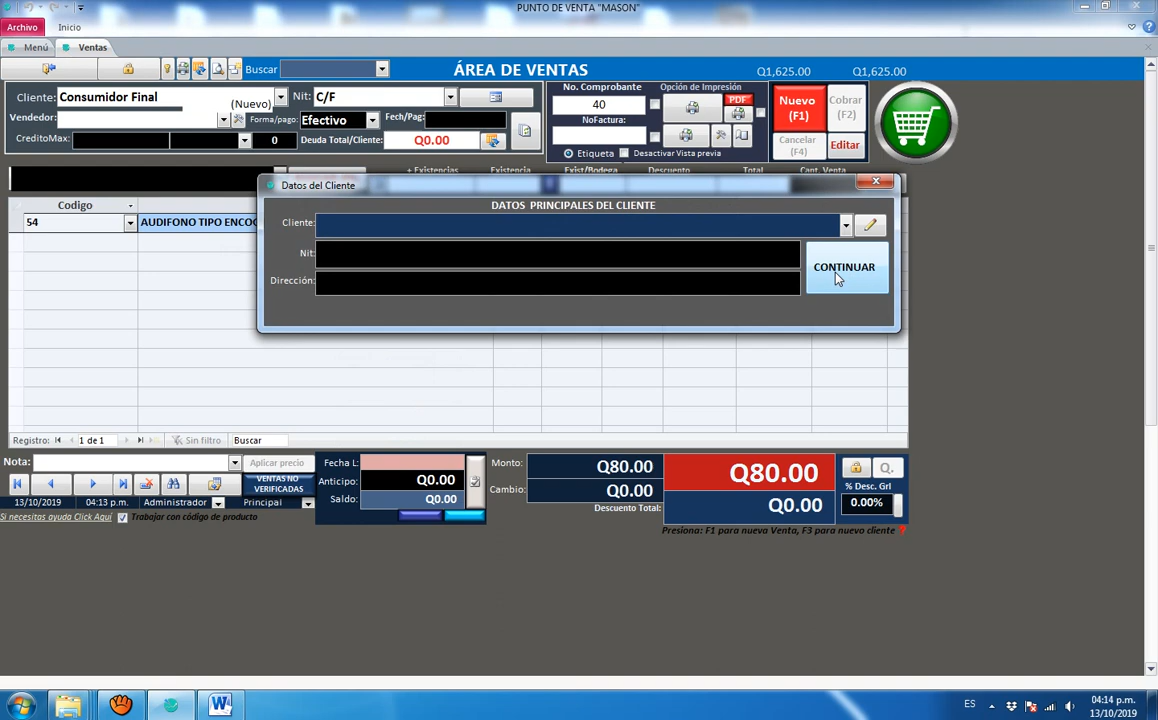 PUNTO DE VENTA "MASON"
Archivo Inicio
Menú Ventas
Buscar ÁREA DE VENTAS Q1,625.00 Q1,625.00
Cliente: Consumidor Final Nit: C/F
(Nuevo)
Vendedor: Forma/pago: Efectivo Fech/Pag:
CreditoMax: 0 Deuda Total/Cliente: Q0.00
No. Comprobante Opción de Impresión
40 PDF
NoFactura:
Etiqueta Desactivar Vista previa
Nuevo (F1) Cobrar (F2)
Cancelar (F4) Editar
+ Existencias Existencia Exist/Bodega Descuento Total Cant. Venta
Datos del Cliente
DATOS PRINCIPALES DEL CLIENTE
Cliente:
Nit:
Dirección:
CONTINUAR
Codigo
54 AUDIFONO TIPO ENCO
Registro: 1 de 1 Sin filtro Buscar
Nota: Aplicar precio
VENTAS NO VERIFICADAS
13/10/2019 04:13 p.m. Administrador Principal
Si necesitas ayuda Click Aquí Trabajar con código de producto
Fecha L:
Anticipo: Q0.00
Saldo: Q0.00
Monto: Q80.00 Q80.00
Cambio: Q0.00
Descuento Total: Q0.00
Q.
% Desc. Grl
0.00%
Presiona: F1 para nueva Venta, F3 para nuevo cliente ?
ES 04:14 p.m.
13/10/2019